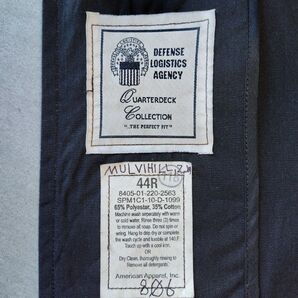 DEFENSE
LOGISTICS
AGENCY
QUARTERDECK
COLLECTION
"...THE PERFECT FIT"
MULVIHILL
44R
8405-01-220-2563
SPM1C1-10-D-1099
65% Polyester, 35% Cotton
Machine wash separately with warm
or cold water. Rinse three (3) times
to remove all soap. Do not spin or
wring. Hang to drip dry or complete
the wash cycle and tumble at 140.F.
Touch up with a cool iron.
OR
Dry Clean, thorough rinsing to
Remove all detergents.
American Apparel, Inc.
806